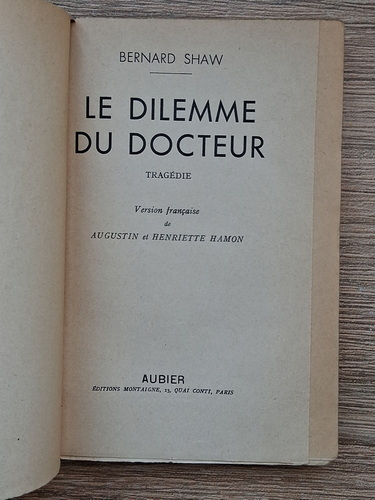 BERNARD SHAW
LE DILEMME
DU DOCTEUR
TRAGÉDIE
Version française
de
AUGUSTIN et HENRIETTE HAMON
AUBIER
ÉDITIONS MONTAIGNE, 13, QUAI CONTI, PARIS